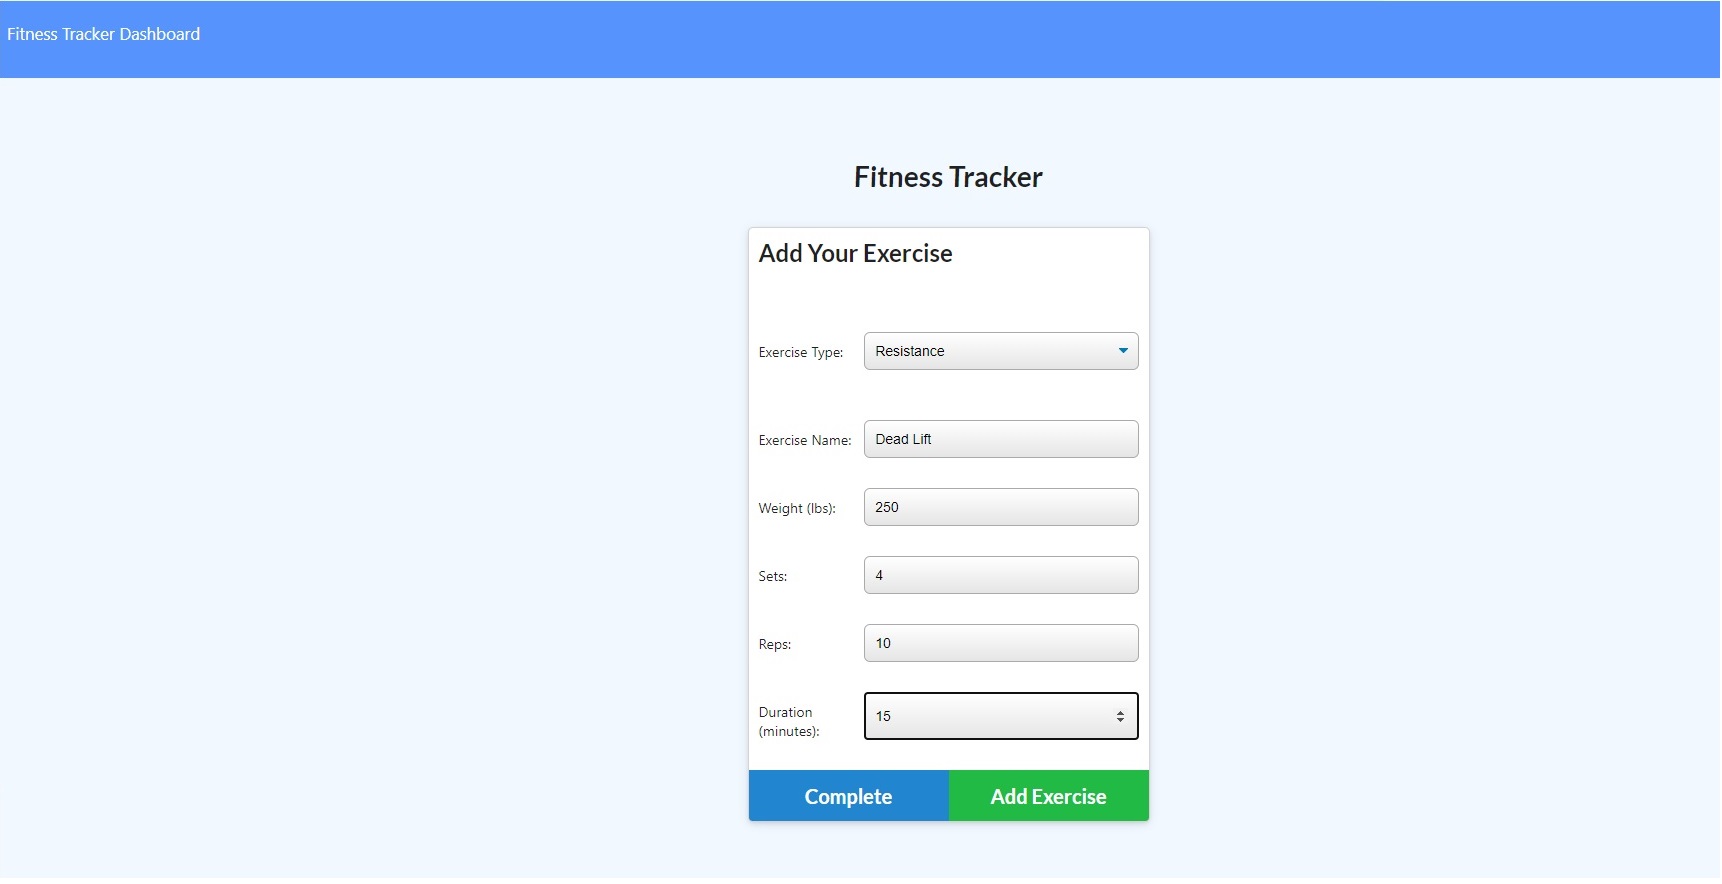 Fitness Tracker Dashboard
Fitness Tracker
Add Your Exercise
Exercise Type: Resistance
Exercise Name: Dead Lift
Weight (lbs): 250
Sets: 4
Reps: 10
Duration
(minutes): 15
Complete Add Exercise